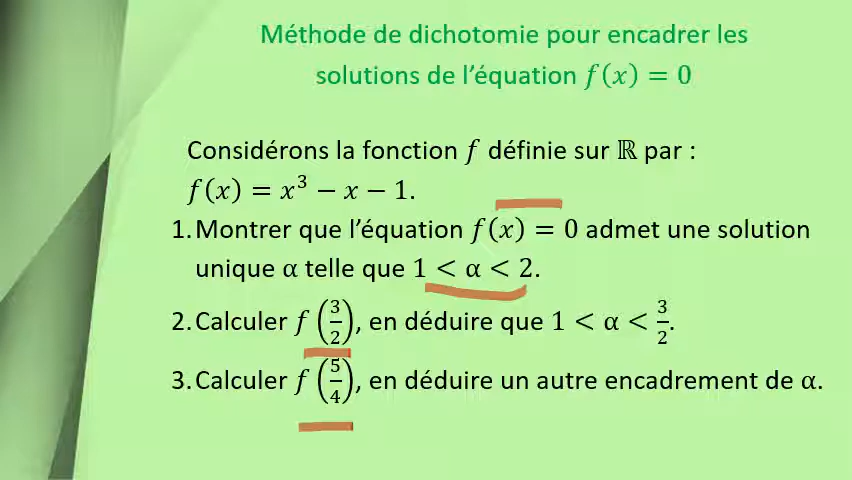 Méthode de dichotomie pour encadrer les
solutions de l’équation f(x) = 0
Considérons la fonction f définie sur ℝ par :
f(x) = x³ − x − 1.
1. Montrer que l’équation f(x) = 0 admet une solution
unique α telle que 1 < α < 2.
2. Calculer f(3/2), en déduire que 1 < α < 3/2.
3. Calculer f(5/4), en déduire un autre encadrement de α.